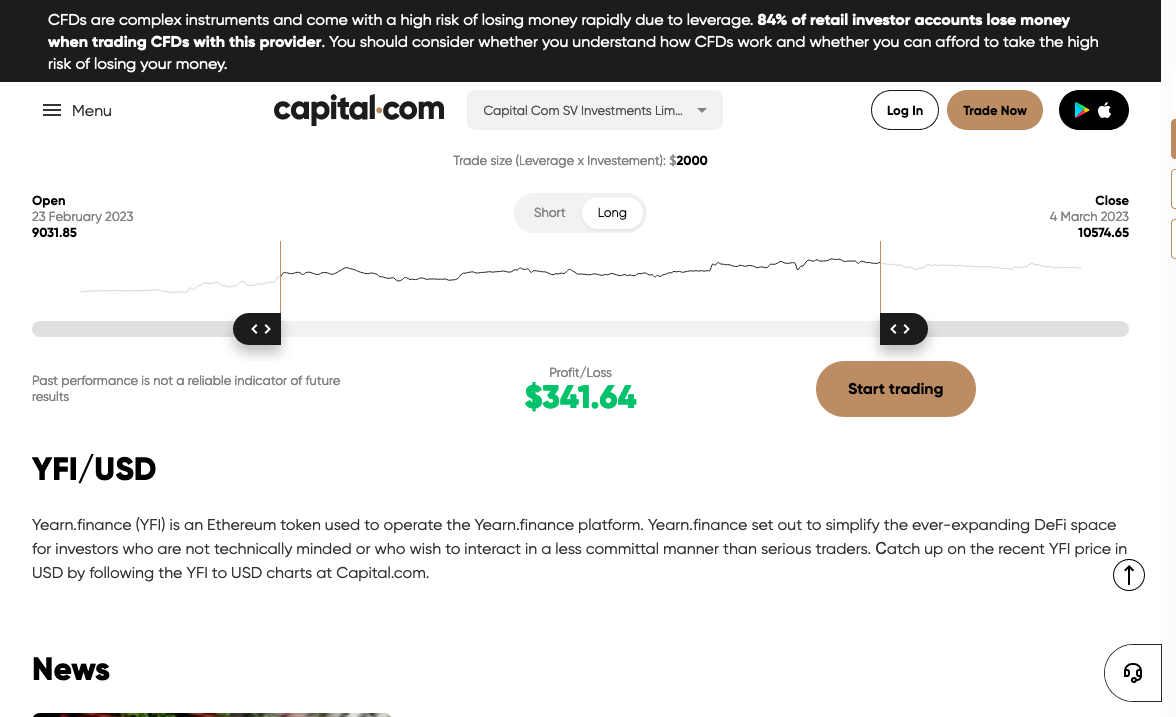 CFDs are complex instruments and come with a high risk of losing money rapidly due to leverage. 84% of retail investor accounts lose money
when trading CFDs with this provider. You should consider whether you understand how CFDs work and whether you can afford to take the high
risk of losing your money.
Menu
capital.com
Capital Com SV Investments Lim...
Log In
Trade Now
Trade size (Leverage x Investement): $2000
Open
23 February 2023
9031.85
Short
Long
Close
4 March 2023
10574.65
Past performance is not a reliable indicator of future
results
Profit/Loss
$341.64
Start trading
YFI/USD
Yearn.finance (YFI) is an Ethereum token used to operate the Yearn.finance platform. Yearn.finance set out to simplify the ever-expanding DeFi space
for investors who are not technically minded or who wish to interact in a less committal manner than serious traders. Catch up on the recent YFI price in
USD by following the YFI to USD charts at Capital.com.
News